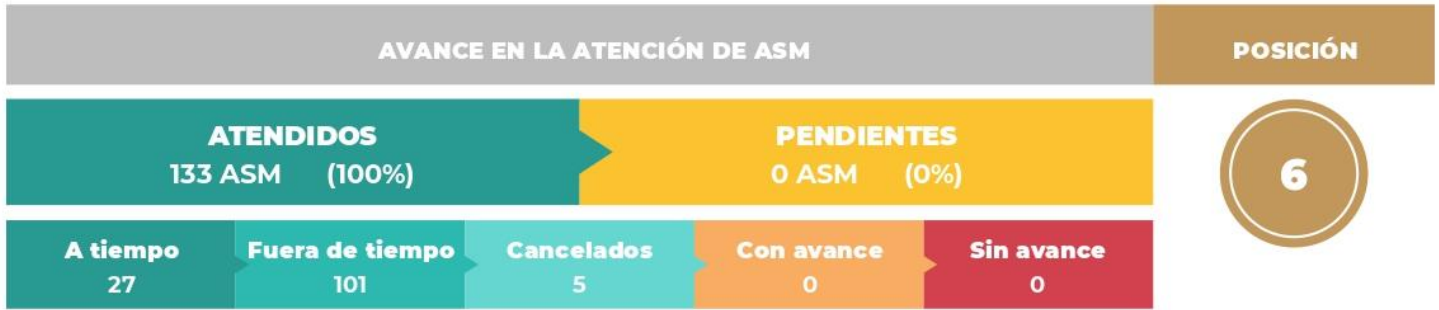 AVANCE EN LA ATENCIÓN DE ASM
POSICIÓN
ATENDIDOS
133 ASM (100%)
PENDIENTES
0 ASM (0%)
6
A tiempo
27
Fuera de tiempo
101
Cancelados
5
Con avance
0
Sin avance
0